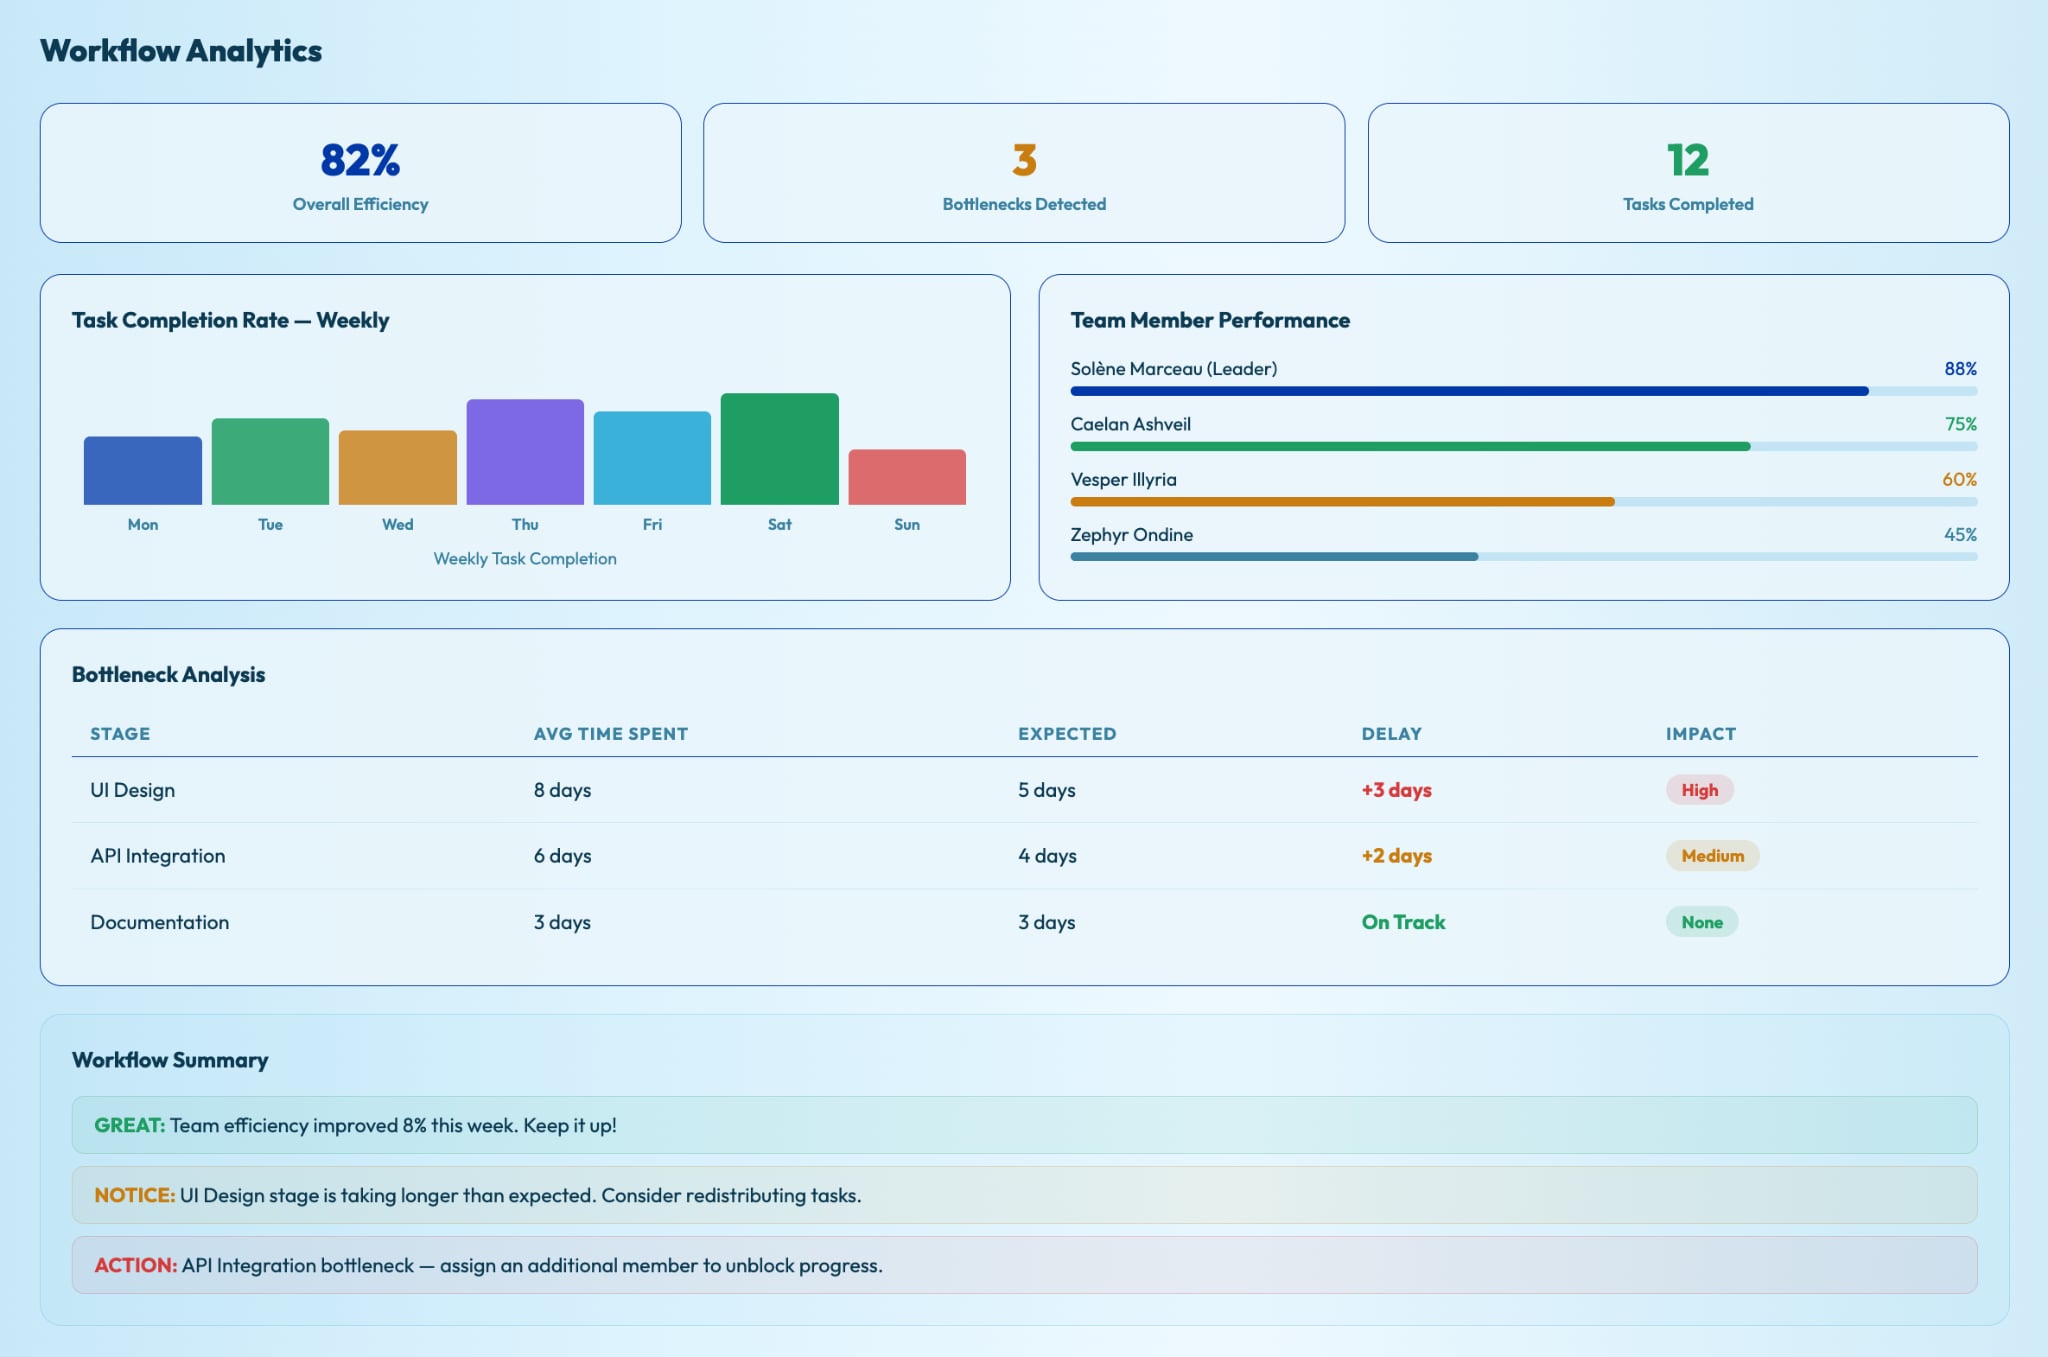 Workflow Analytics
82%
Overall Efficiency
3
Bottlenecks Detected
12
Tasks Completed
Task Completion Rate — Weekly
Mon Tue Wed Thu Fri Sat Sun
Weekly Task Completion
Team Member Performance
Solène Marceau (Leader) 88%
Caelan Ashveil 75%
Vesper Illyria 60%
Zephyr Ondine 45%
Bottleneck Analysis
STAGE AVG TIME SPENT EXPECTED DELAY IMPACT
UI Design 8 days 5 days +3 days High
API Integration 6 days 4 days +2 days Medium
Documentation 3 days 3 days On Track None
Workflow Summary
GREAT: Team efficiency improved 8% this week. Keep it up!
NOTICE: UI Design stage is taking longer than expected. Consider redistributing tasks.
ACTION: API Integration bottleneck — assign an additional member to unblock progress.